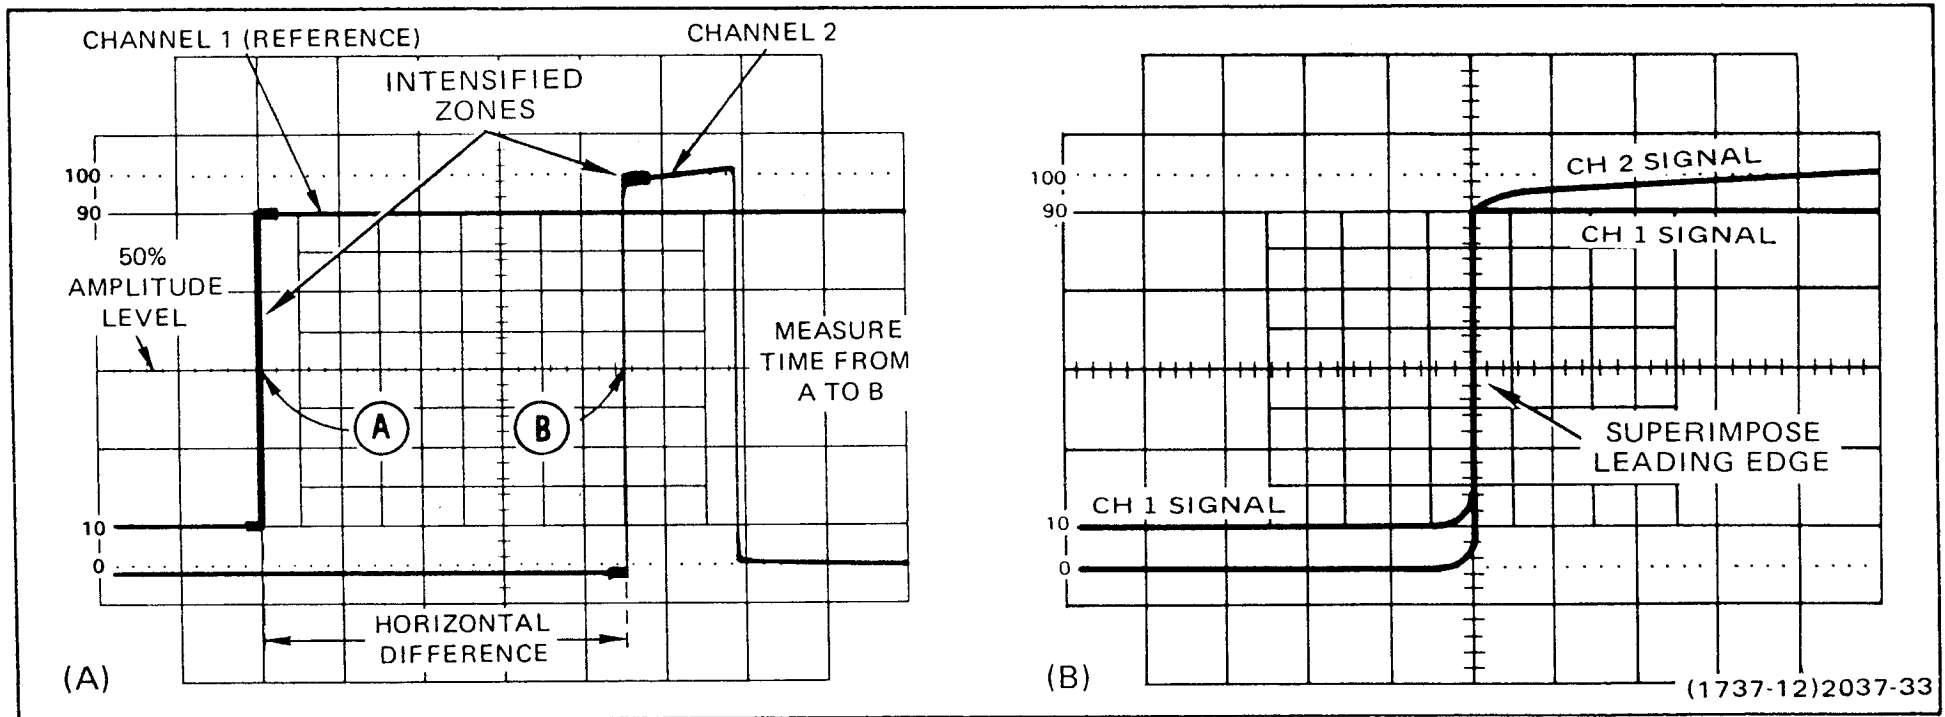 CHANNEL 1 (REFERENCE)
CHANNEL 2
INTENSIFIED
ZONES
100
90
50%
AMPLITUDE
LEVEL
MEASURE
TIME FROM
A TO B
A
B
10
0
HORIZONTAL
DIFFERENCE
(A)
CH 2 SIGNAL
100
90
CH 1 SIGNAL
SUPERIMPOSE
LEADING EDGE
CH 1 SIGNAL
10
0
(B)
(1737-12)2037-33